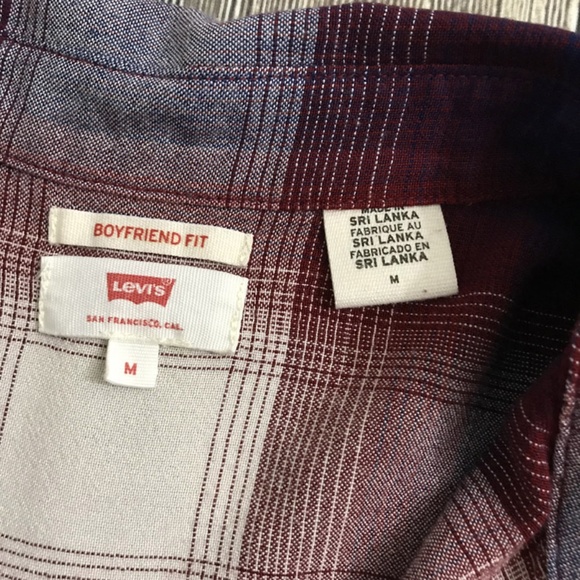 BOYFRIEND FIT
LEVI'S®
SAN FRANCISCO, CAL.
M
MADE IN
SRI LANKA
FABRIQUE AU
SRI LANKA
FABRICADO EN
SRI LANKA
M